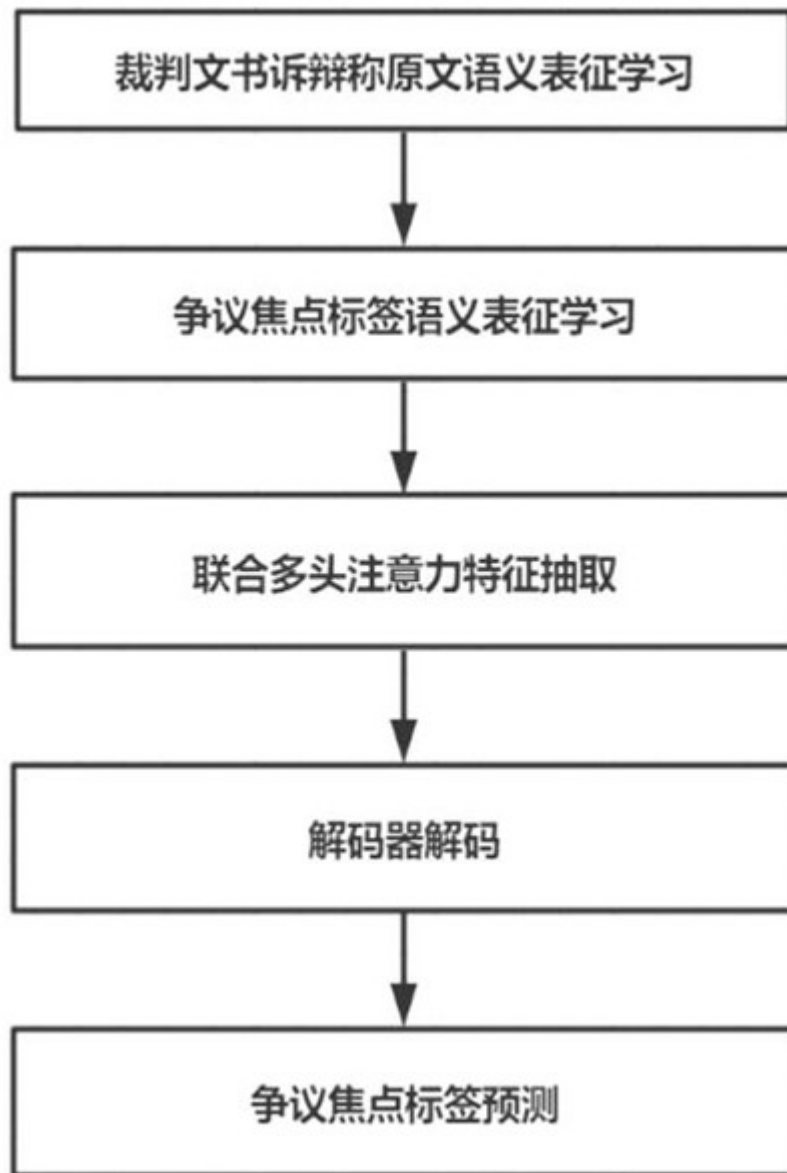 裁判文书诉辩称原文语义表征学习
争议焦点标签语义表征学习
联合多头注意力特征抽取
解码器解码
争议焦点标签预测